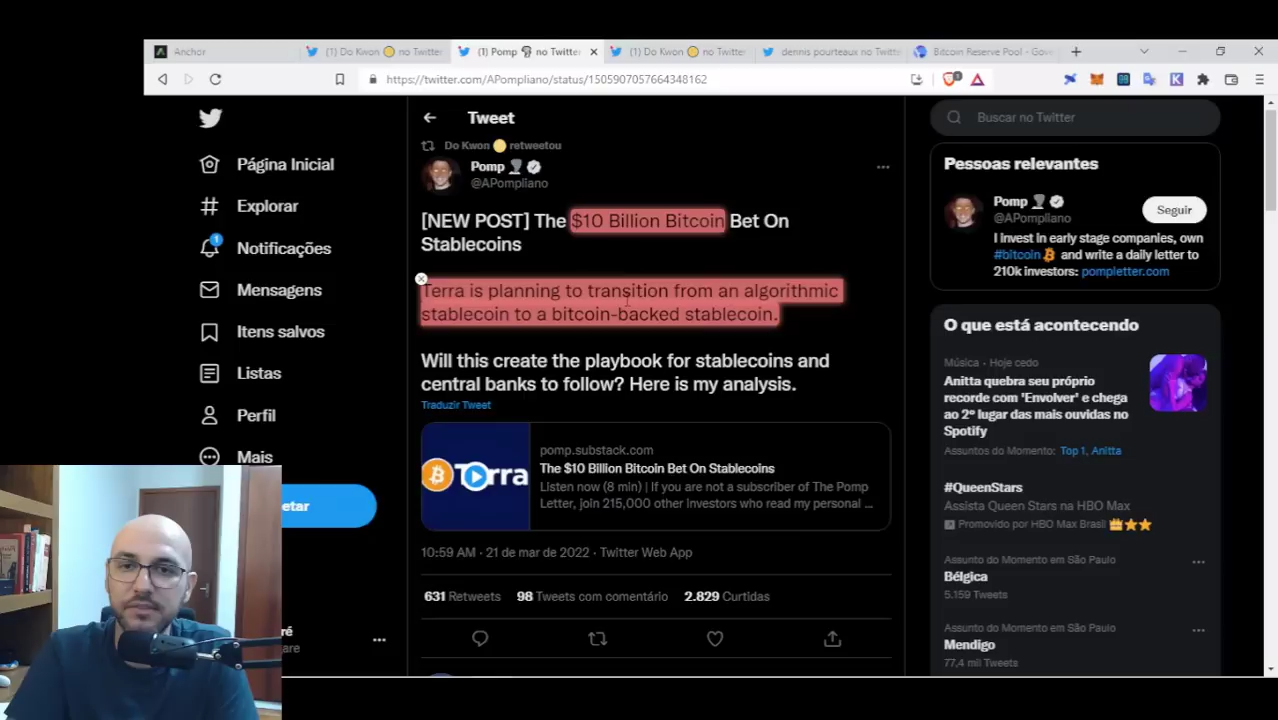 Anchor
(1) Do Kwon 🌕 no Twitter
(1) Pomp 🌪 no Twitter
(1) Do Kwon 🌕 no Twitter
dennis pourteaux no Twitt
Bitcoin Reserve Pool - Gov
https://twitter.com/APompliano/status/1505907057664348162
Tweet
Do Kwon 🌕 retweetou
Pomp 🌪
@APompliano
[NEW POST] The $10 Billion Bitcoin Bet On
Stablecoins
Terra is planning to transition from an algorithmic
stablecoin to a bitcoin-backed stablecoin.
Will this create the playbook for stablecoins and
central banks to follow? Here is my analysis.
Traduzir Tweet
Terra
pomp.substack.com
The $10 Billion Bitcoin Bet On Stablecoins
Listen now (8 min) | If you are not a subscriber of The Pomp
Letter, join 215,000 other investors who read my personal ...
10:59 AM · 21 de mar de 2022 · Twitter Web App
631 Retweets 98 Tweets com comentário 2.829 Curtidas
Página Inicial
Explorar
1
Notificações
Mensagens
Itens salvos
Listas
Perfil
Mais
etar
ré
are
Buscar no Twitter
Pessoas relevantes
Pomp 🌪
@APompliano
Seguir
I invest in early stage companies, own
#bitcoin and write a daily letter to
210k investors: pompletter.com
O que está acontecendo
Música · Hoje cedo
Anitta quebra seu próprio
recorde com 'Envolver' e chega
ao 2º lugar das mais ouvidas no
Spotify
Assuntos do Momento: Top 1, Anitta
#QueenStars
Assista Queen Stars na HBO Max
Promovido por HBO Max Brasil 👑⭐⭐
Assunto do Momento em São Paulo
Bélgica
5.159 Tweets
Assunto do Momento em São Paulo
Mendigo
77,4 mil Tweets